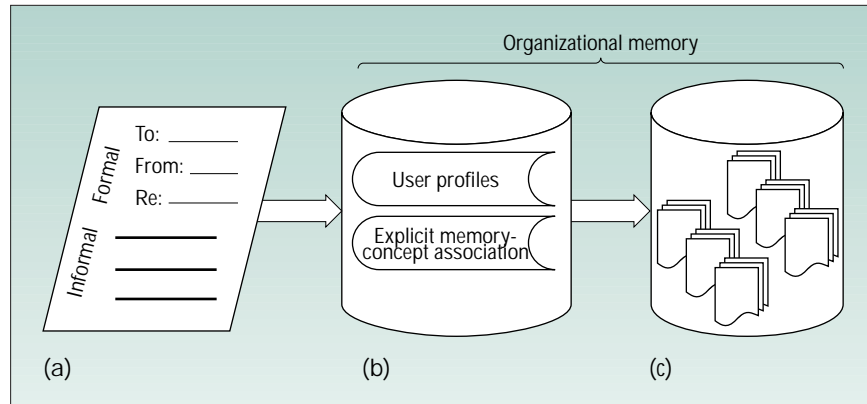 Organizational memory
Formal
To:
From:
Re:
Informal
User profiles
Explicit memory-
concept association
(a)
(b)
(c)